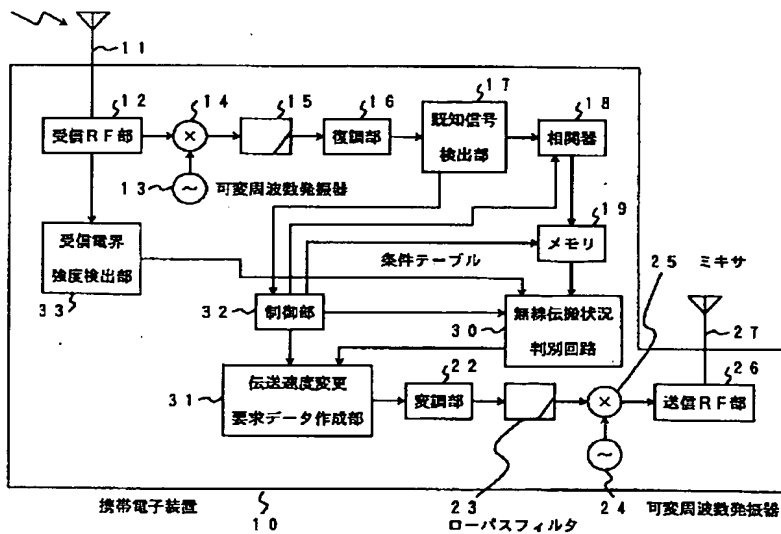 11
12
14
15
16
17
18
受信RF部
×
復調部
既知信号
検出部
相関器
13
~
可変周波数発振器
19
受信電界
強度検出部
メモリ
条件テーブル
25 ミキサ
33
32
制御部
30
無線伝搬状況
判別回路
27
31
伝送速度変更
要求データ作成部
22
変調部
×
26
送信RF部
~
携帯電子装置
10
23
ローパスフィルタ
24
可変周波数発振器